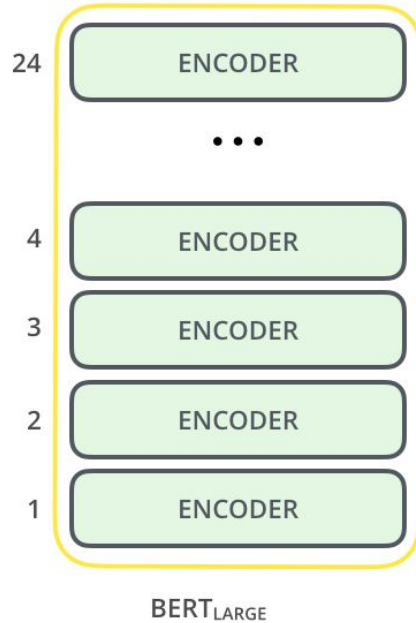 24 ENCODER
...
4 ENCODER
3 ENCODER
2 ENCODER
1 ENCODER
BERTLARGE